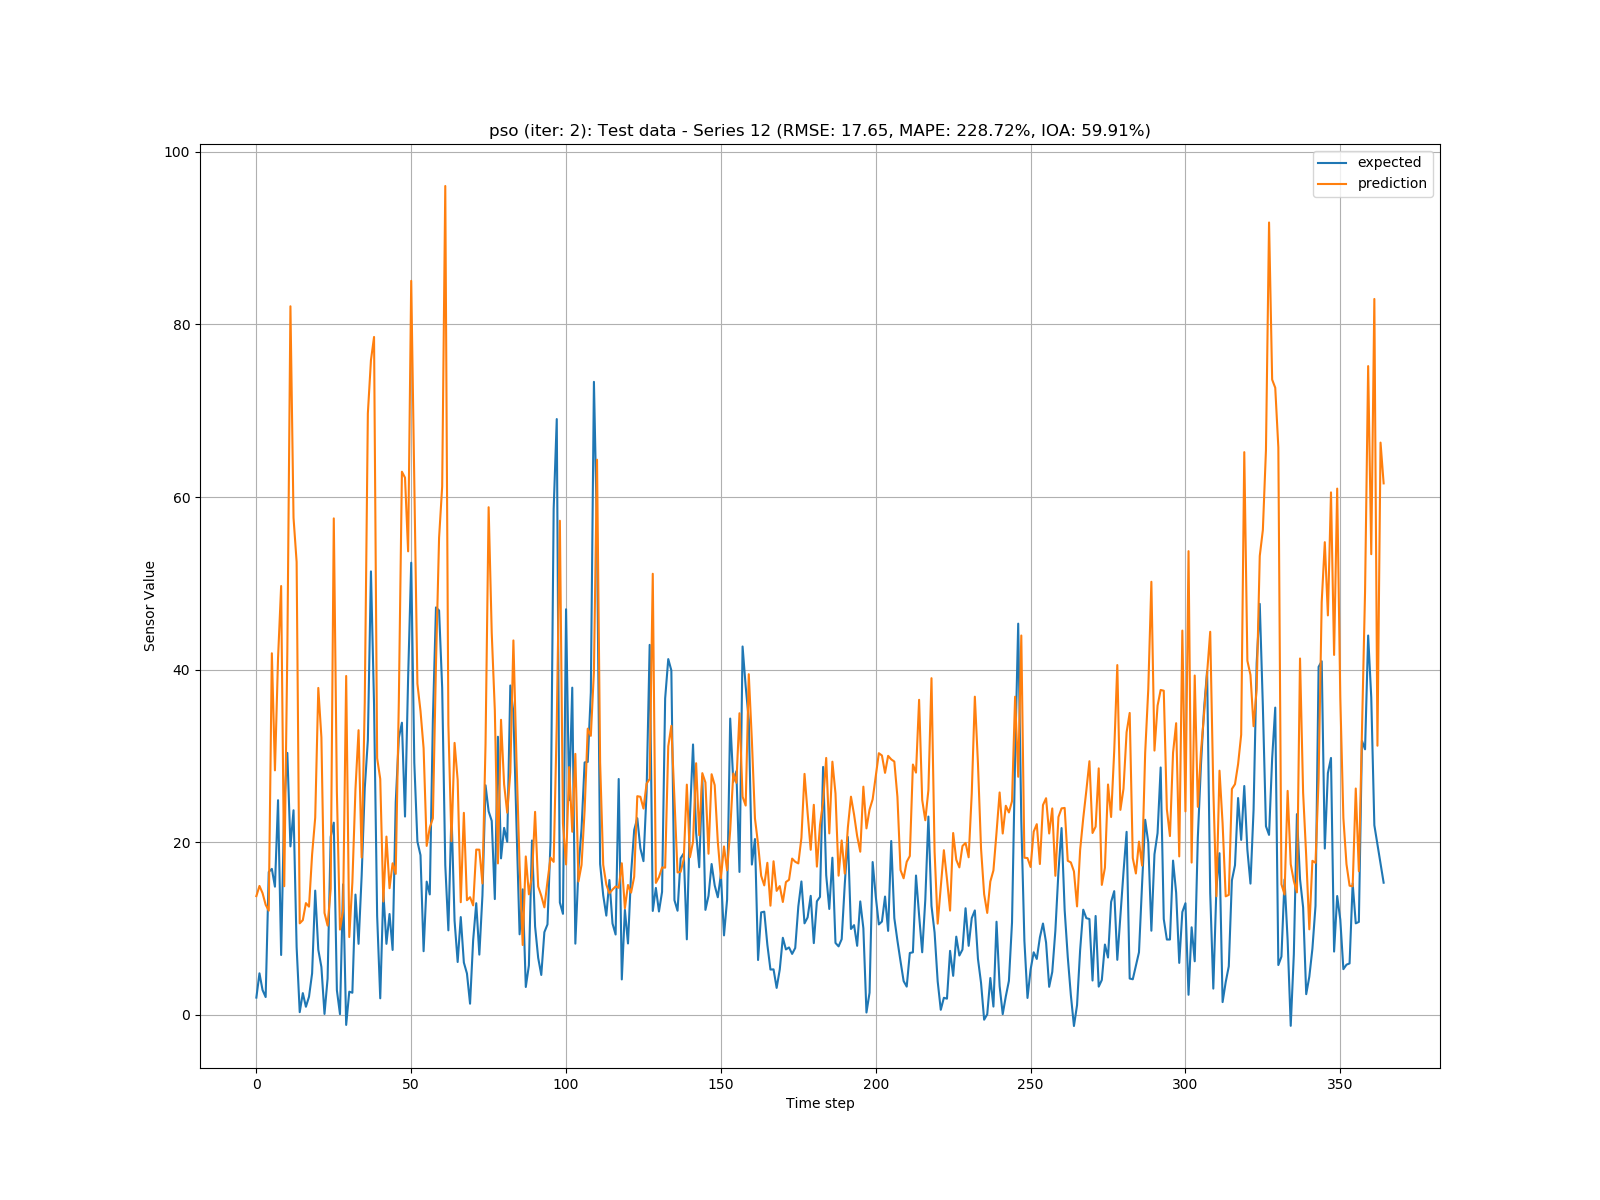 pso (iter: 2): Test data - Series 12 (RMSE: 17.65, MAPE: 228.72%, IOA: 59.91%)
expected
prediction
100
80
60
40
20
0
Sensor Value
0 50 100 150 200 250 300 350
Time step